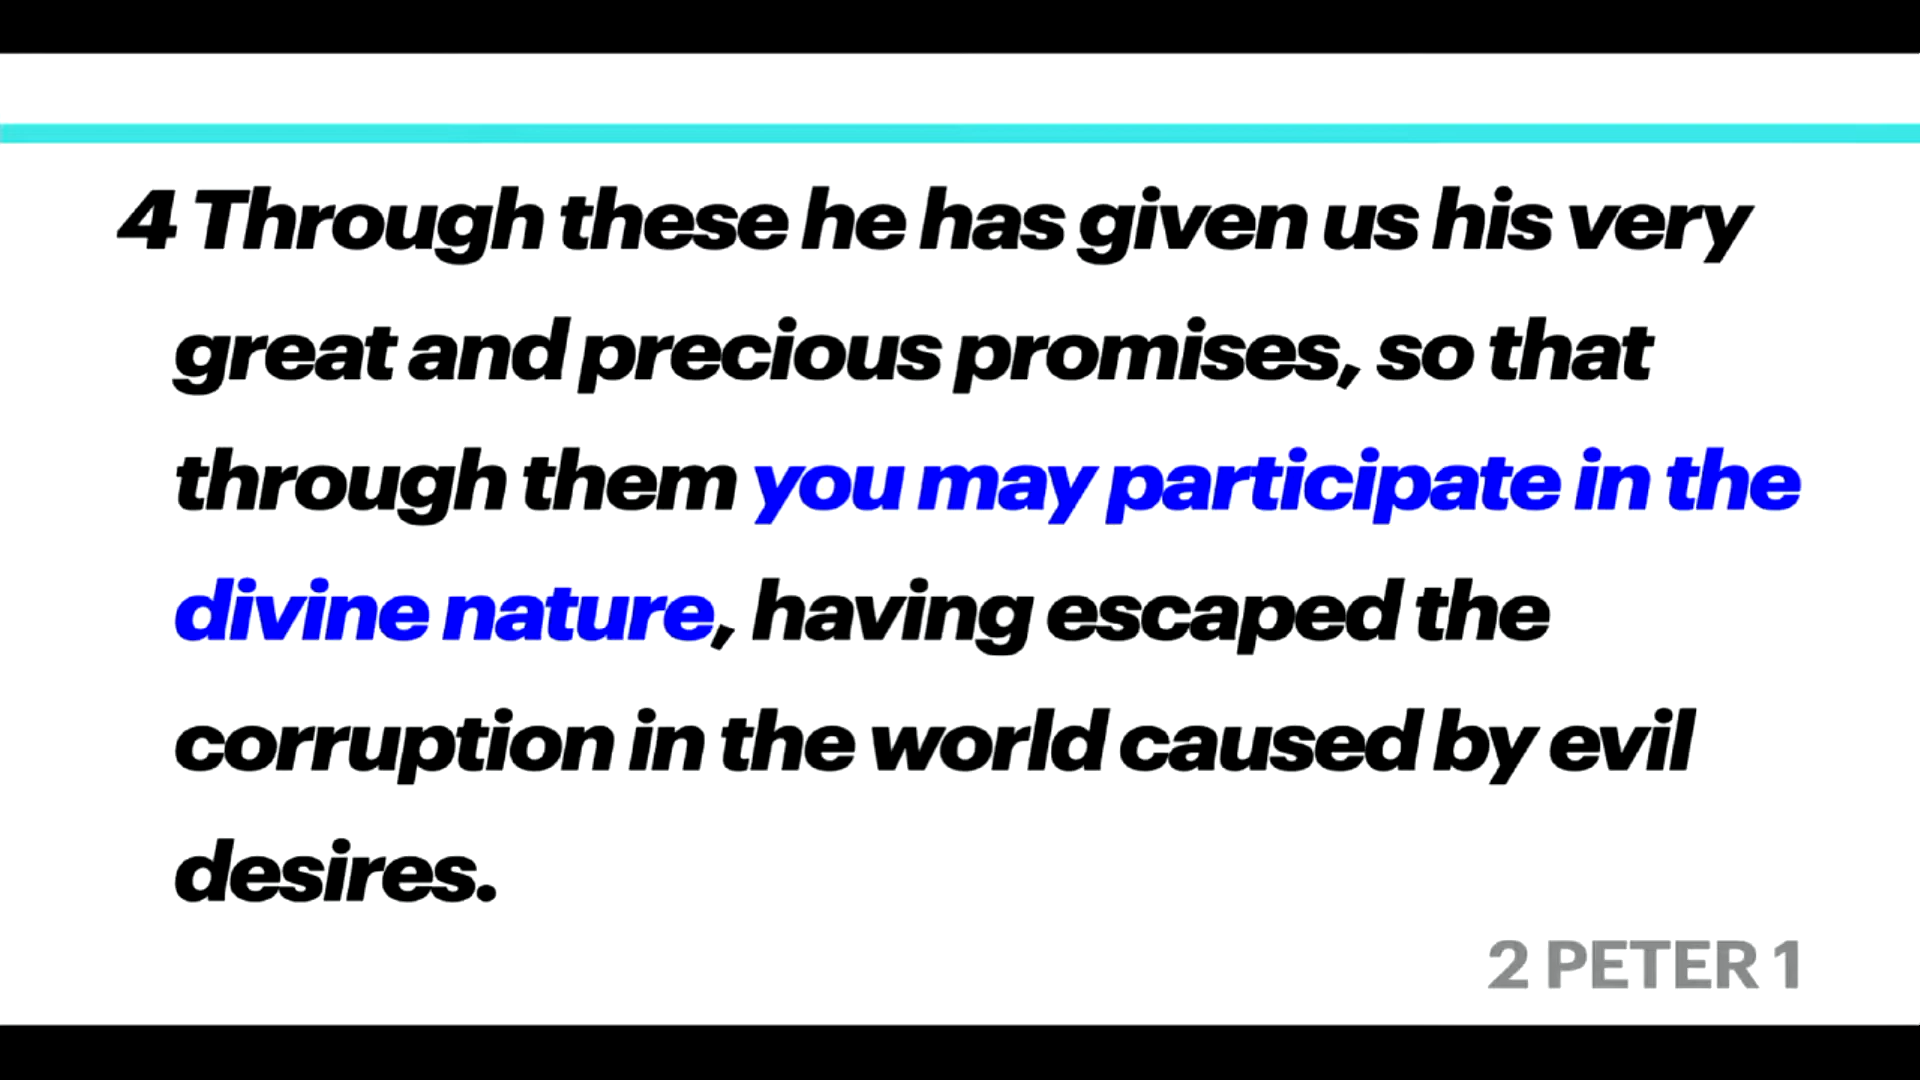 4 Through these he has given us his very
great and precious promises, so that
through them you may participate in the
divine nature, having escaped the
corruption in the world caused by evil
desires.
2 PETER 1